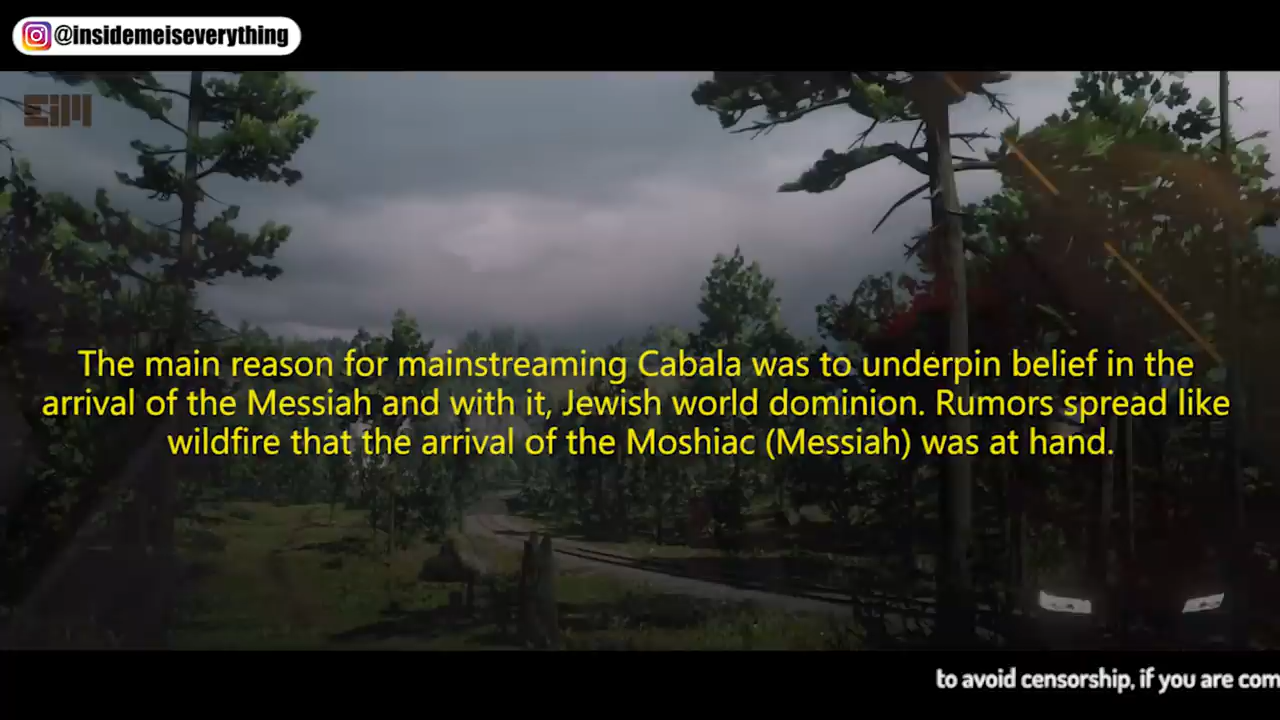 @insidemeiseverything
EiM
The main reason for mainstreaming Cabala was to underpin belief in the
arrival of the Messiah and with it, Jewish world dominion. Rumors spread like
wildfire that the arrival of the Moshiac (Messiah) was at hand.
to avoid censorship, if you are com